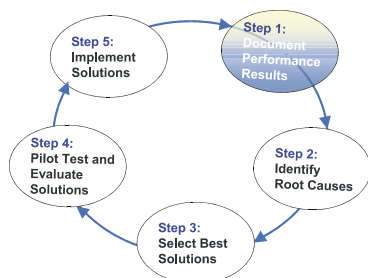 Step 1:
Document
Performance
Results
Step 2:
Identify
Root Causes
Step 3:
Select Best
Solutions
Step 4:
Pilot Test and
Evaluate
Solutions
Step 5:
Implement
Solutions